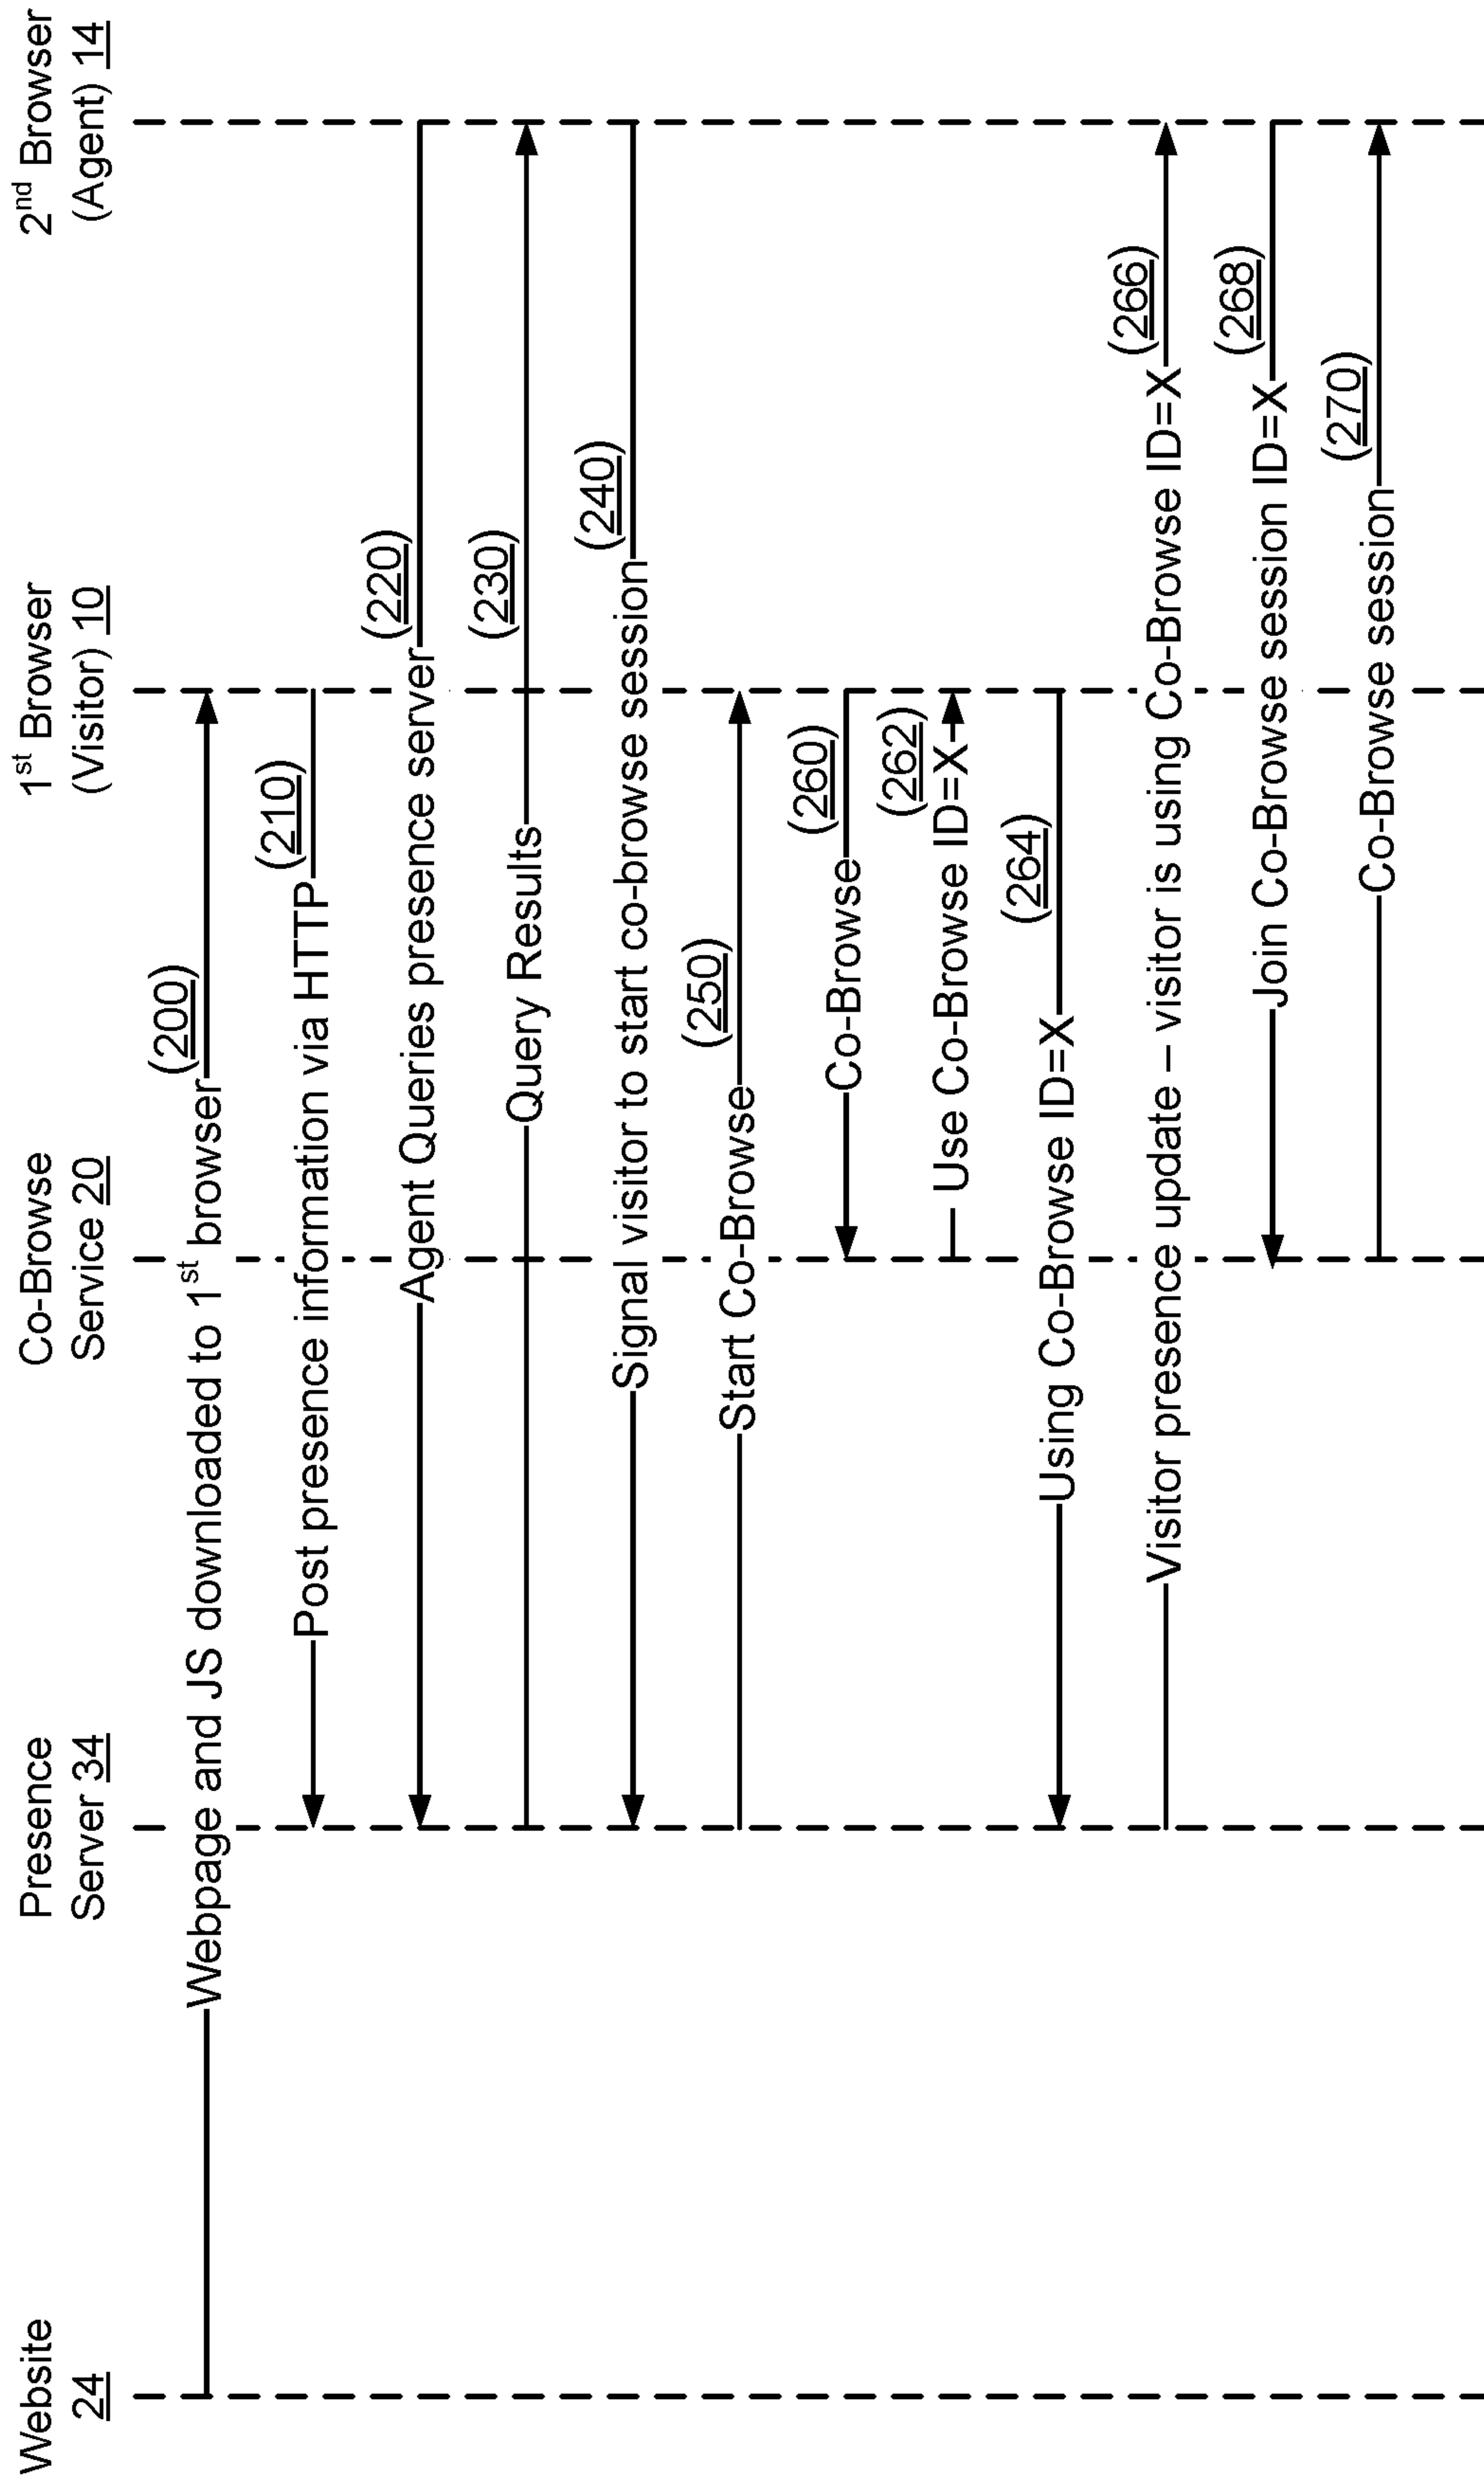 Website
24
Presence
Server 34
Co-Browse
Service 20
1st Browser
(Visitor) 10
2nd Browser
(Agent) 14
Webpage and JS downloaded to 1st browser
(200)
Post presence information via HTTP
(210)
Agent Queries presence server
(220)
Query Results
(230)
Signal visitor to start co-browse session
(240)
Start Co-Browse
(250)
Co-Browse
(260)
Use Co-Browse ID=X
(262)
Using Co-Browse ID=X
(264)
Visitor presence update – visitor is using Co-Browse ID=X
(266)
Join Co-Browse session ID=X
(268)
Co-Browse session
(270)